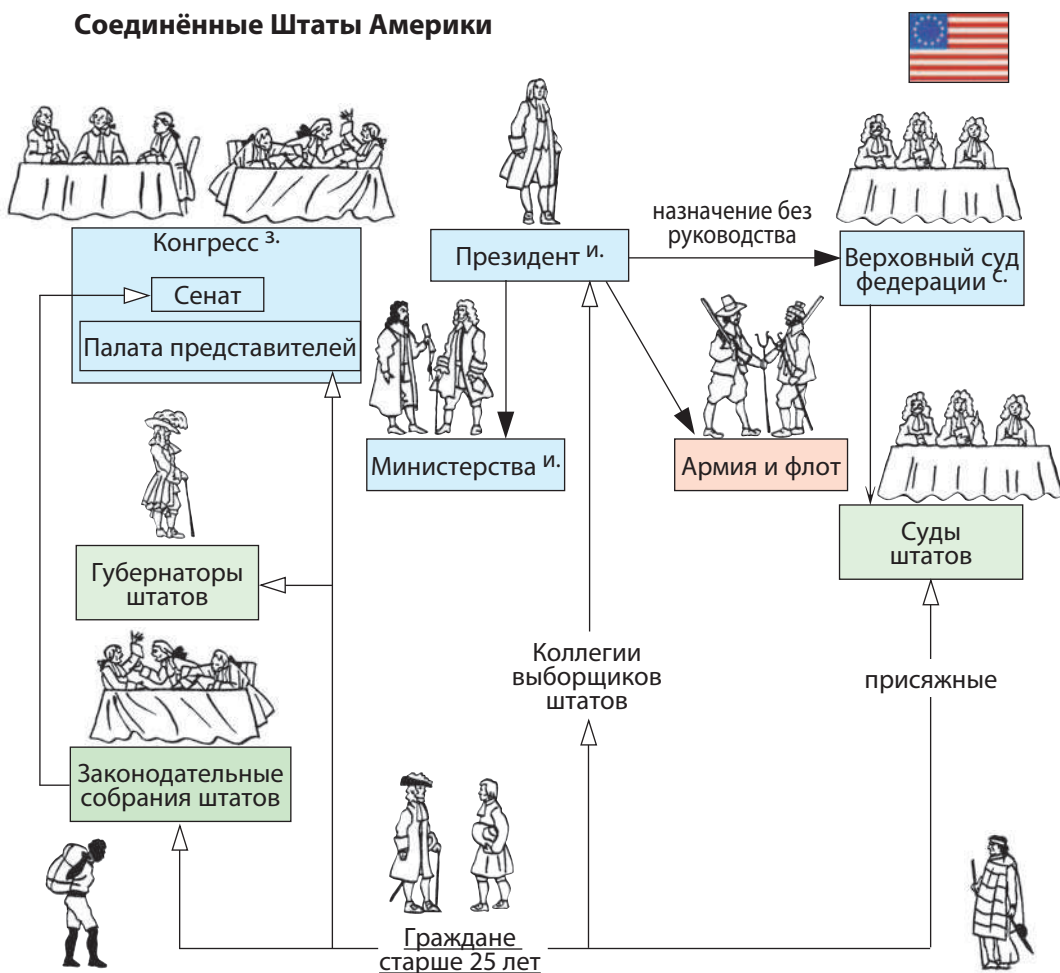 Соединённые Штаты Америки
Конгресс з.
Сенат
Палата представителей
Президент и.
назначение без
руководства
Верховный суд
федерации с.
Министерства и.
Армия и флот
Суды
штатов
Губернаторы
штатов
Коллегии
выборщиков
штатов
присяжные
Законодательные
собрания штатов
Граждане
старше 25 лет